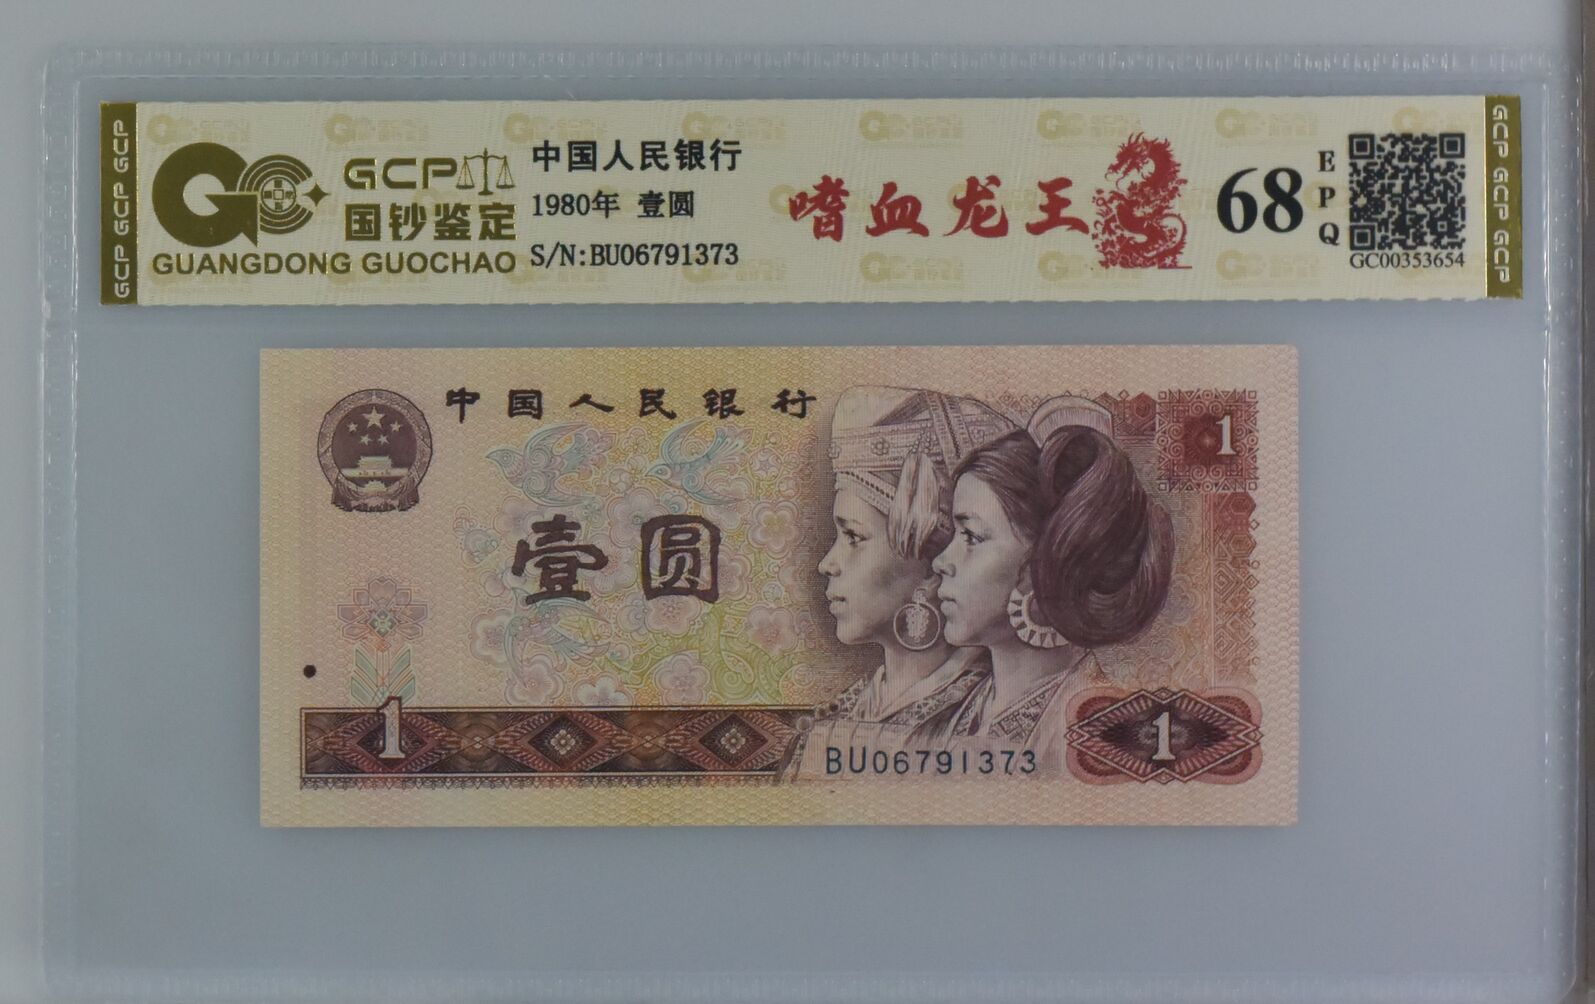 GCP GCP GCP
GCP
国钞鉴定
GUANGDONG GUOCHAO
中国人民银行
1980年 壹圆
S/N:BU06791373
嗜血龙王
68
EPQ
GC00353654
GCP GCP GCP
中国人民银行
1
壹圆
1
BU06791373
1